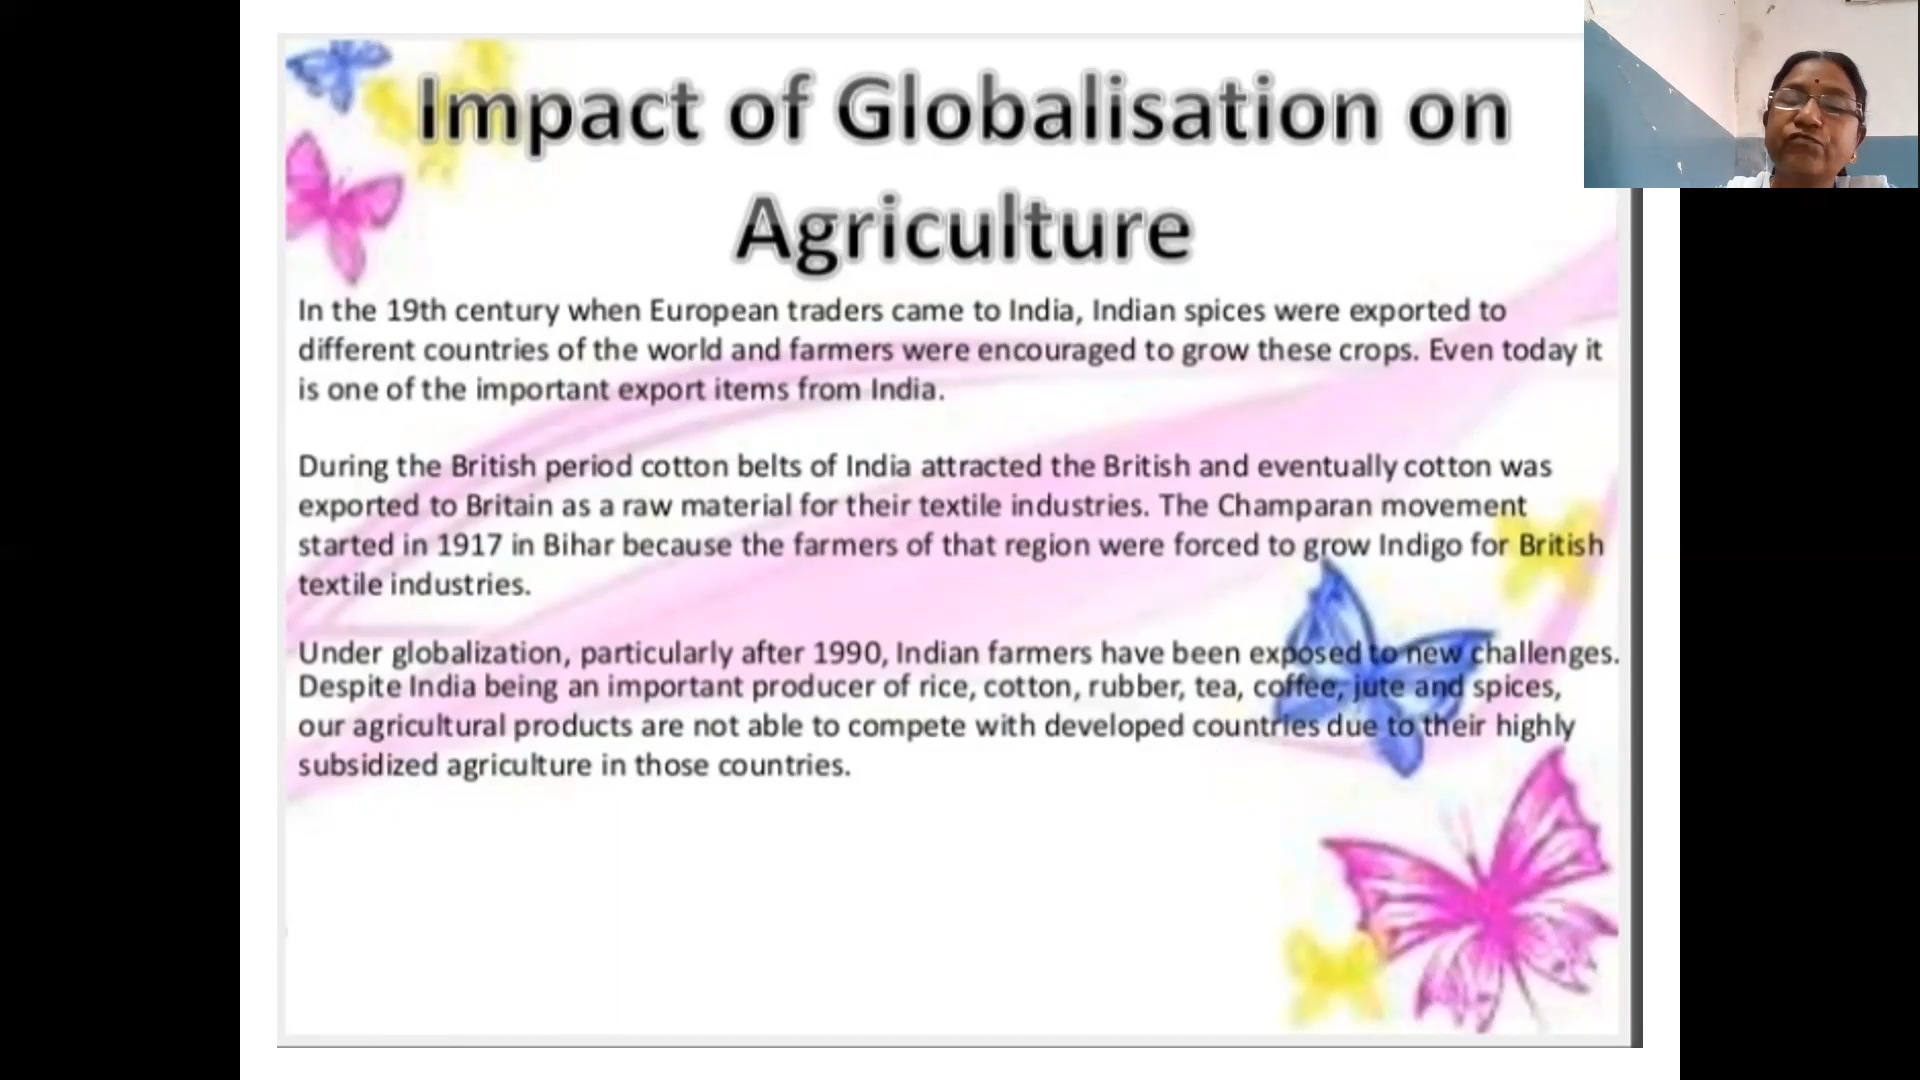 Impact of Globalisation on
Agriculture
In the 19th century when European traders came to India, Indian spices were exported to
different countries of the world and farmers were encouraged to grow these crops. Even today it
is one of the important export items from India.
During the British period cotton belts of India attracted the British and eventually cotton was
exported to Britain as a raw material for their textile industries. The Champaran movement
started in 1917 in Bihar because the farmers of that region were forced to grow Indigo for British
textile industries.
Under globalization, particularly after 1990, Indian farmers have been exposed to new challenges.
Despite India being an important producer of rice, cotton, rubber, tea, coffee, jute and spices,
our agricultural products are not able to compete with developed countries due to their highly
subsidized agriculture in those countries.